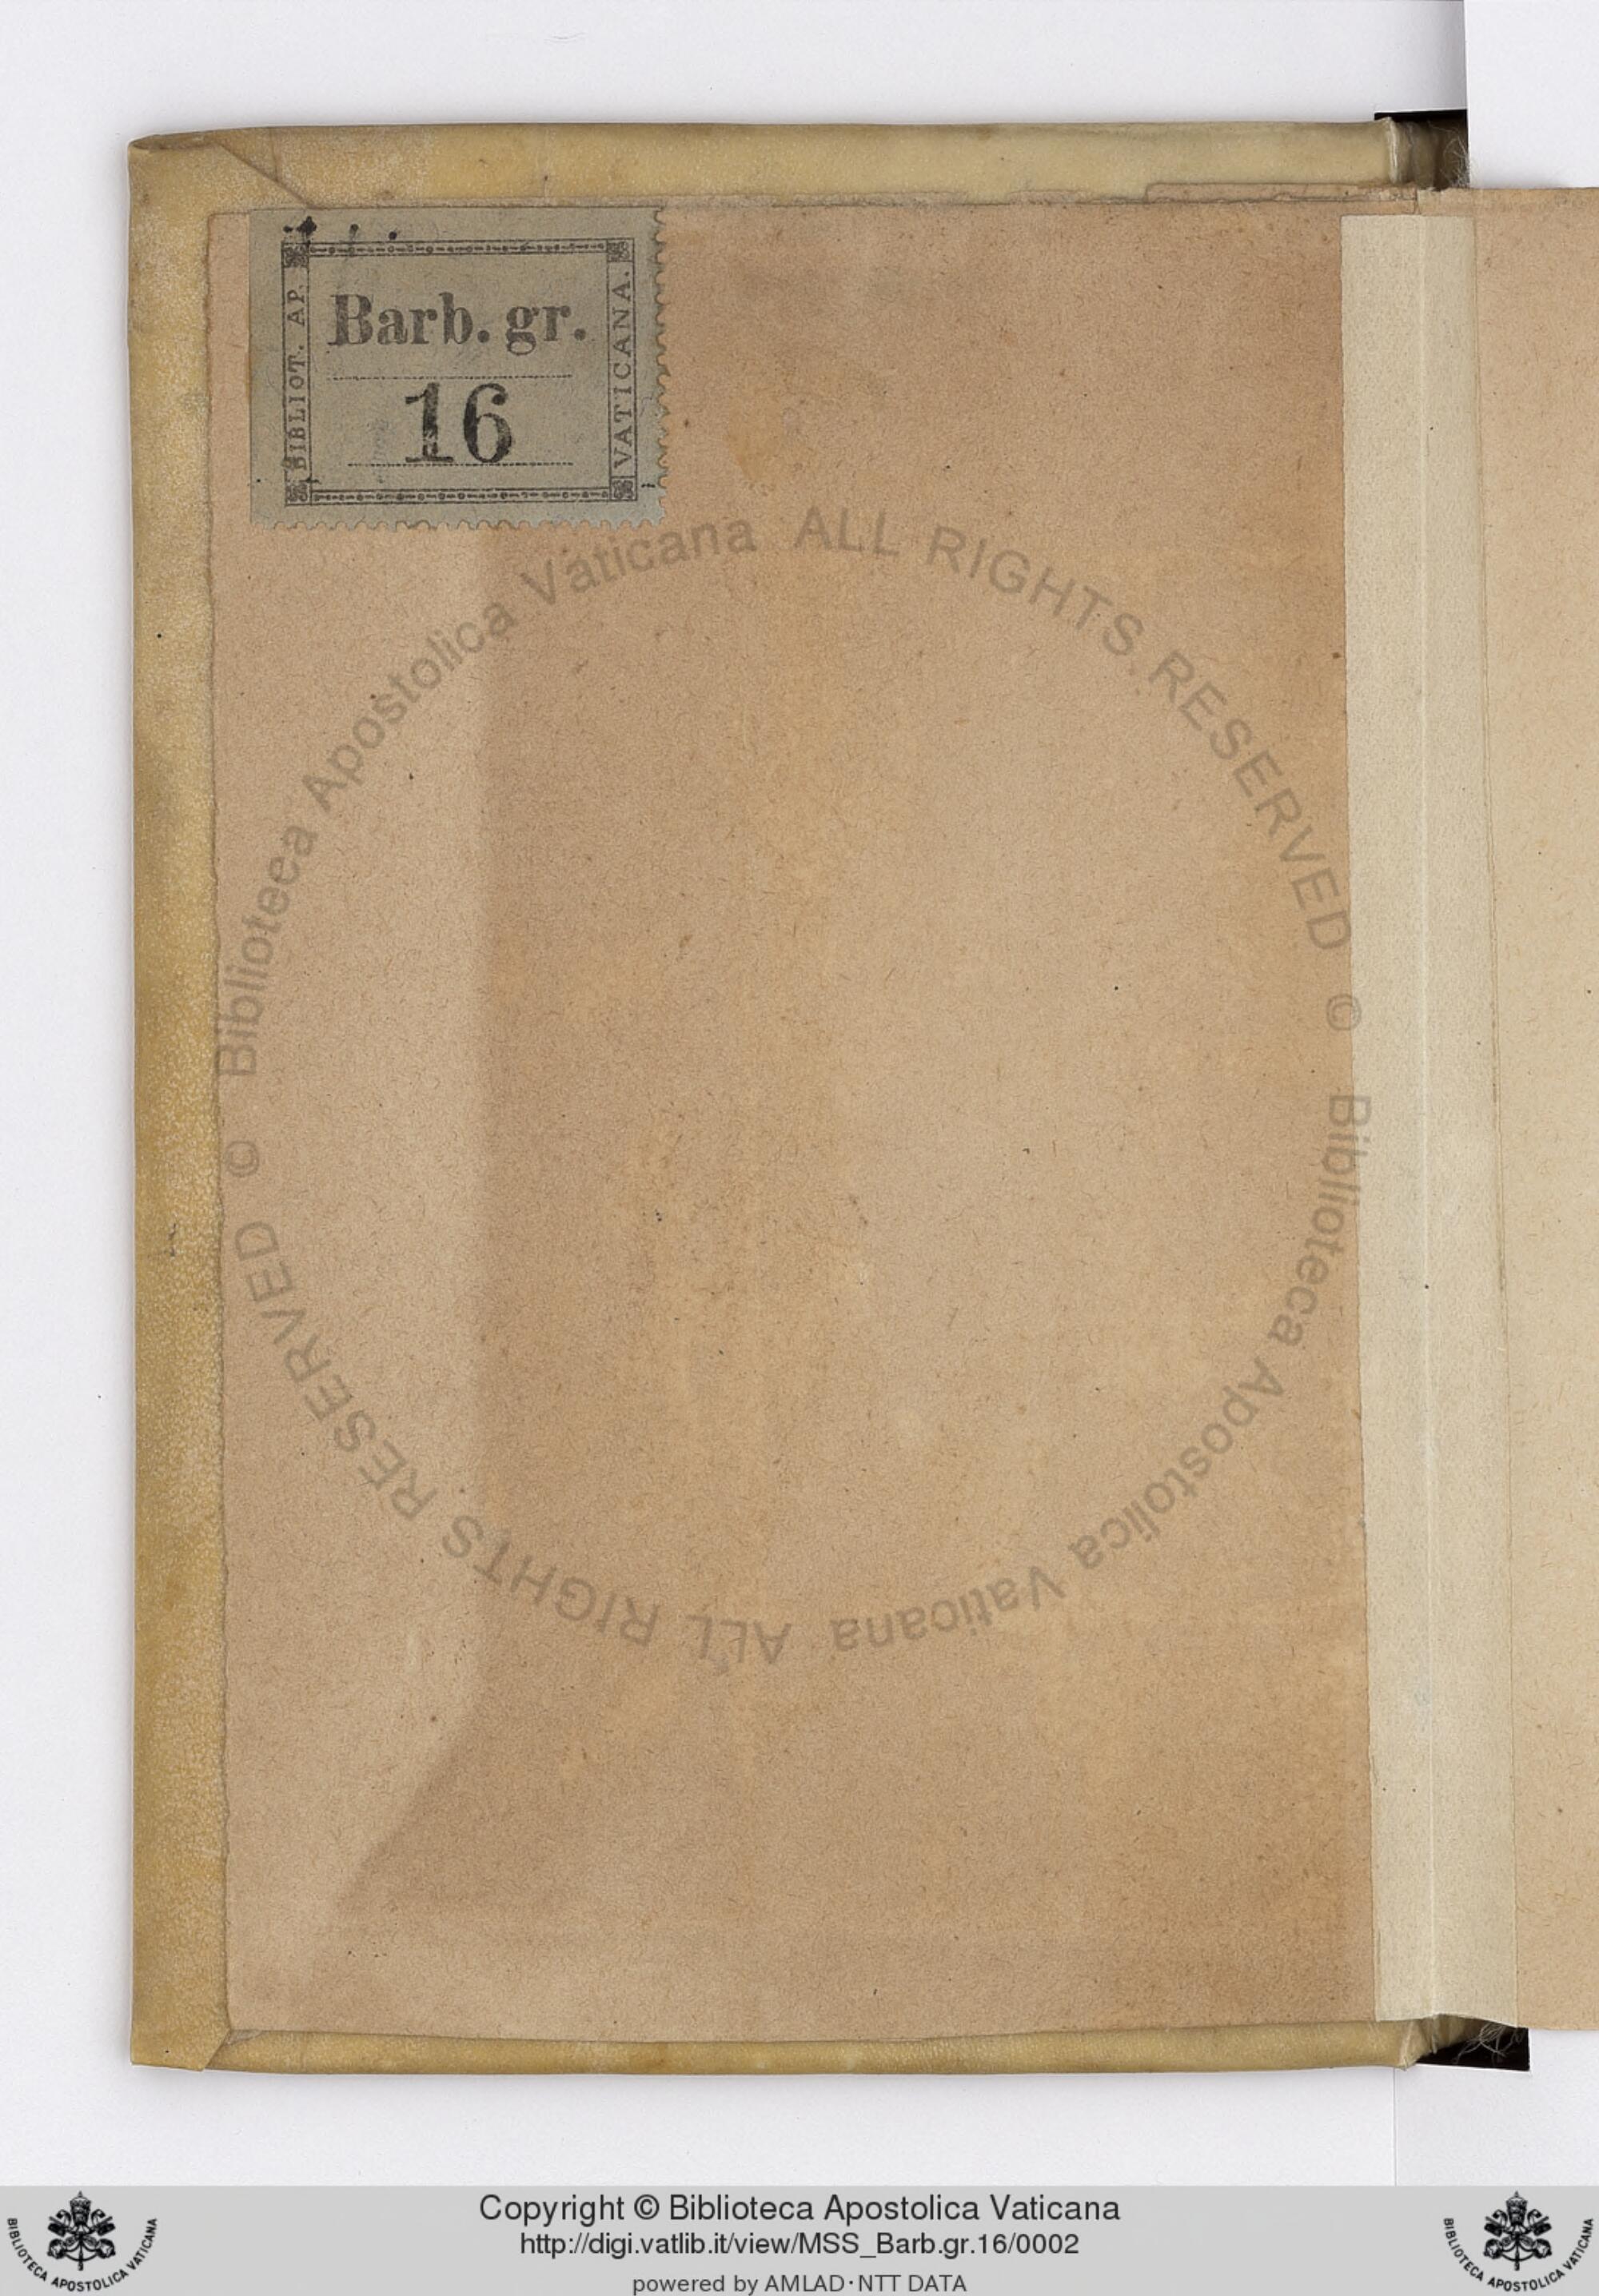 BIBLIOT. AP. VATICANA.
Barb. gr.
16
© Biblioteca Apostolica Vaticana ALL RIGHTS RESERVED © Biblioteca Apostolica Vaticana ALL RIGHTS RESERVED
Copyright © Biblioteca Apostolica Vaticana
http://digi.vatlib.it/view/MSS_Barb.gr.16/0002
powered by AMLAD·NTT DATA
BIBLIOTECA APOSTOLICA VATICANA
BIBLIOTECA APOSTOLICA VATICANA